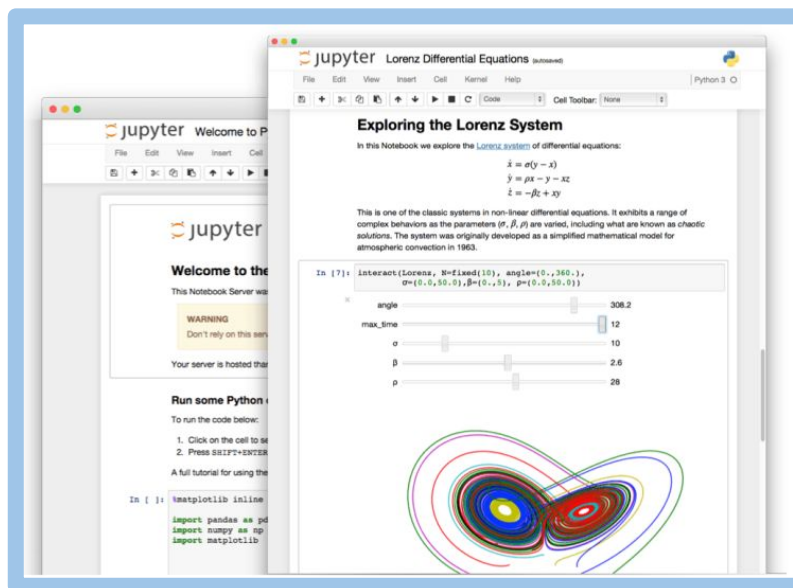 jupyter Lorenz Differential Equations (autosaved)
File Edit View Insert Cell Kernel Help
Python 3
Code Cell Toolbar: None
Exploring the Lorenz System
In this Notebook we explore the Lorenz system of differential equations:
ẋ = σ(y − x)
ẏ = ρx − y − xz
ż = −βz + xy
This is one of the classic systems in non-linear differential equations. It exhibits a range of
complex behaviors as the parameters (σ, β, ρ) are varied, including what are known as chaotic
solutions. The system was originally developed as a simplified mathematical model for
atmospheric convection in 1963.
In [7]: interact(Lorenz, N=fixed(10), angle=(0.,360.),
σ=(0.0,50.0),β=(0.,5), ρ=(0.0,50.0))
angle 308.2
max_time 12
σ 10
β 2.6
ρ 28
jupyter Welcome to P
File Edit View Insert Cell
jupyter
Welcome to the
This Notebook Server was
WARNING
Don't rely on this serv
Your server is hosted than
Run some Python
To run the code below:
1. Click on the cell to se
2. Press SHIFT+ENTER
A full tutorial for using the
In [ ]: %matplotlib inline
import pandas as pd
import numpy as np
import matplotlib